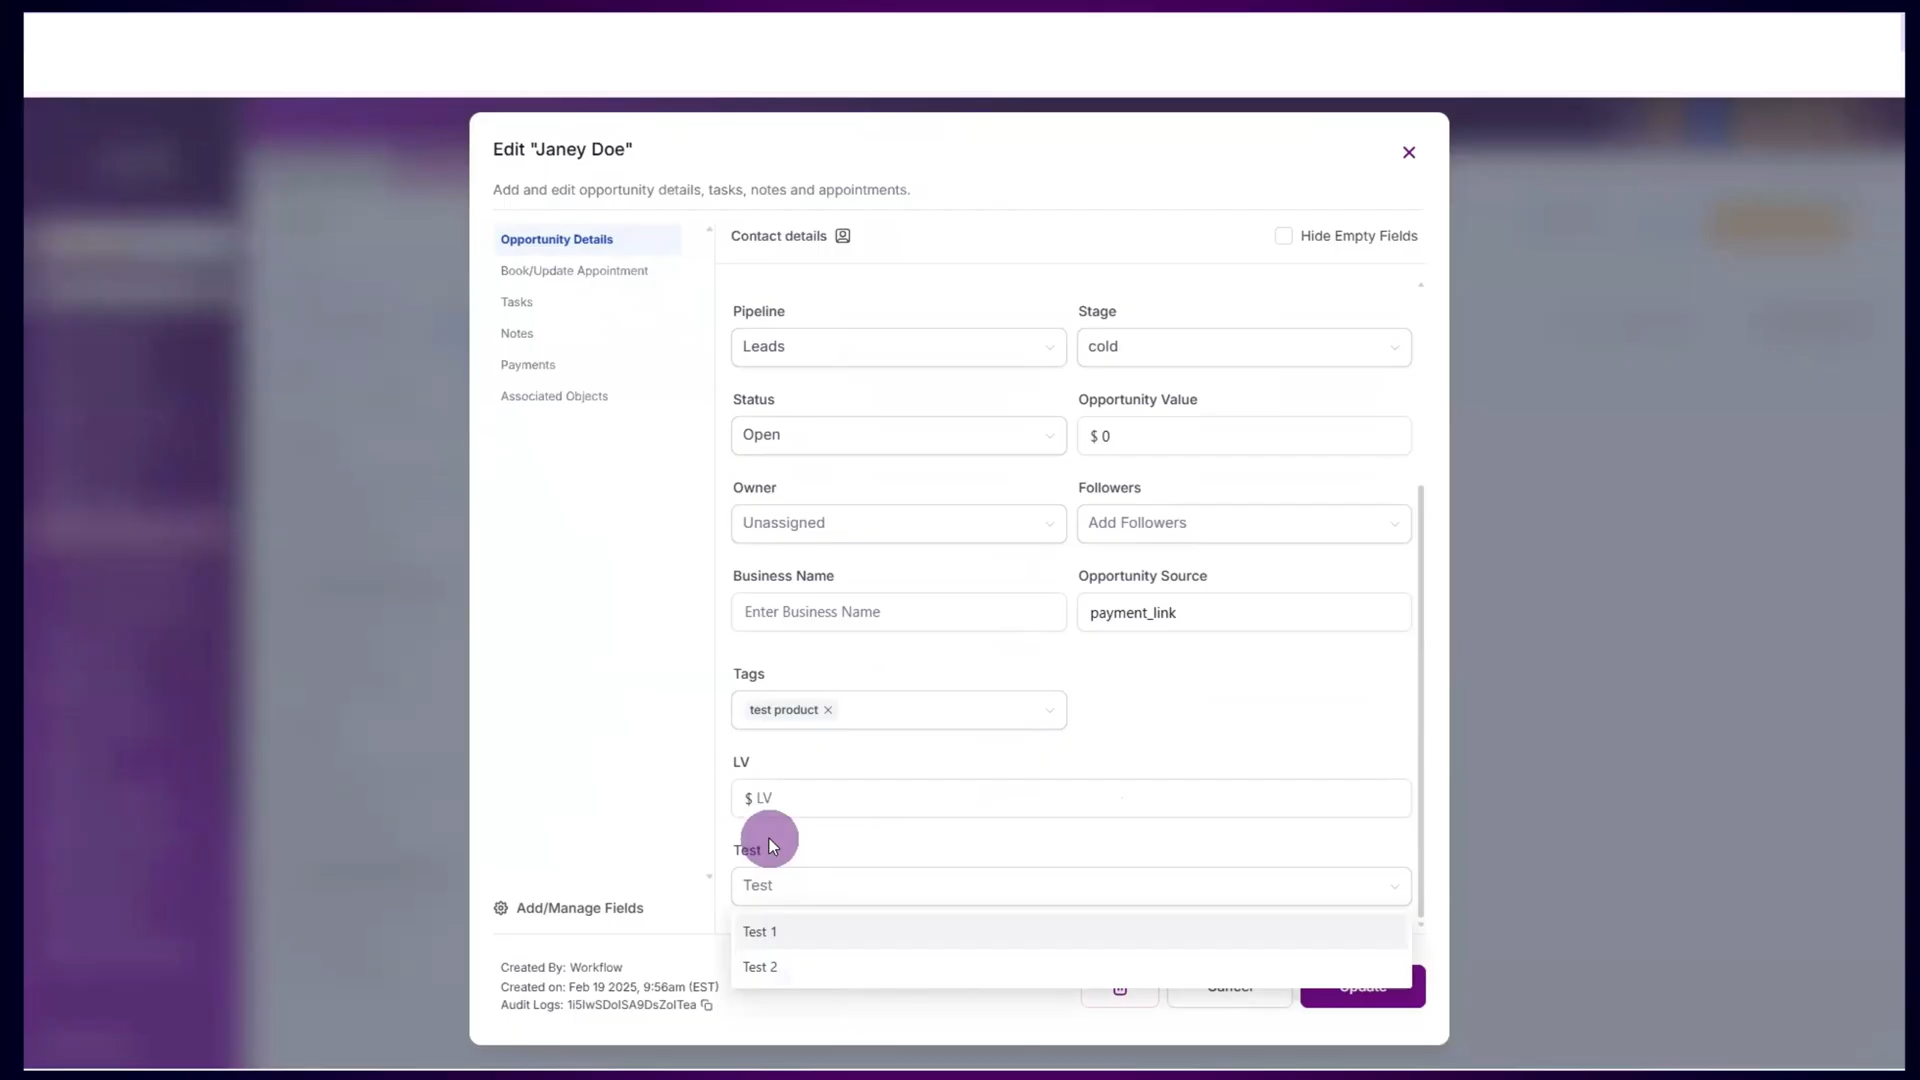 Edit "Janey Doe"
Add and edit opportunity details, tasks, notes and appointments.
Opportunity Details
Book/Update Appointment
Tasks
Notes
Payments
Associated Objects
Add/Manage Fields
Contact details
Hide Empty Fields
Pipeline
Stage
Leads
cold
Status
Opportunity Value
Open
$ 0
Owner
Followers
Unassigned
Add Followers
Business Name
Opportunity Source
Enter Business Name
payment_link
Tags
test product
LV
$ LV
Test
Test
Test 1
Test 2
Created By: Workflow
Created on: Feb 19 2025, 9:56am (EST)
Audit Logs: 1i5IwSDoISA9DsZoITea
Cancel
Update